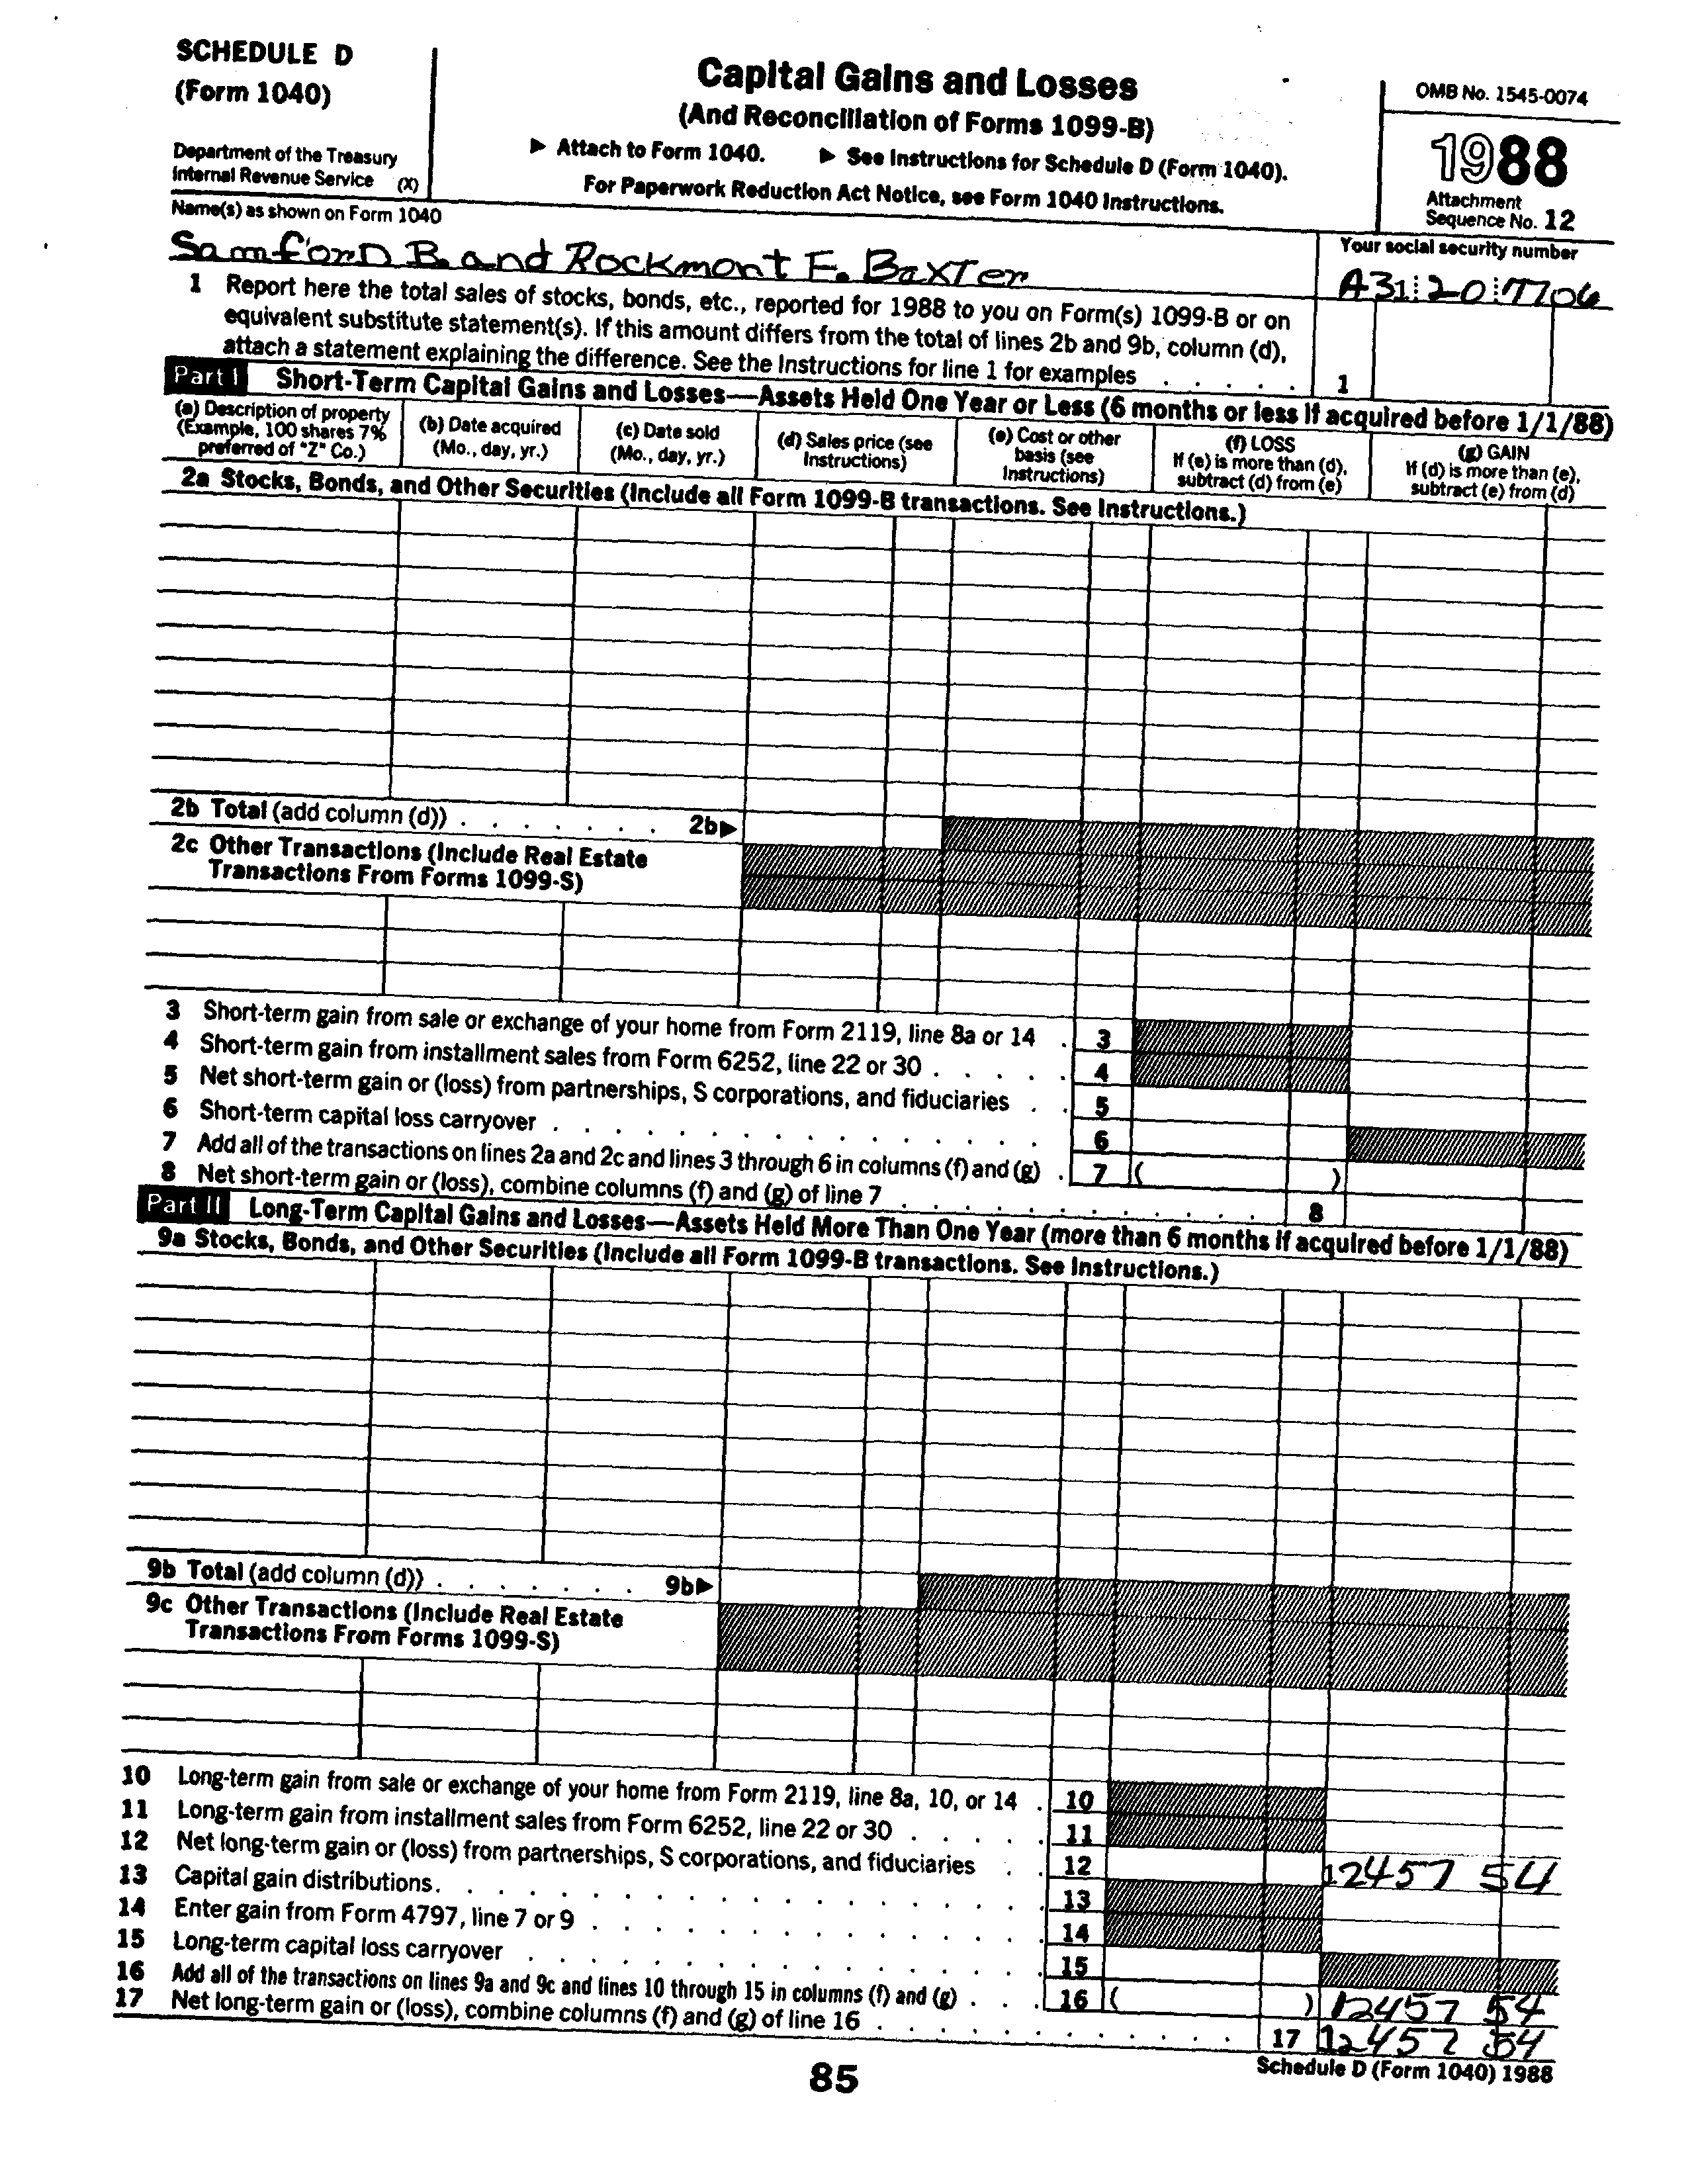 SCHEDULE D
(Form 1040)
Department of the Treasury
Internal Revenue Service (X)
Capital Gains and Losses
(And Reconciliation of Forms 1099-B)
▶ Attach to Form 1040. ▶ See Instructions for Schedule D (Form 1040).
For Paperwork Reduction Act Notice, see Form 1040 Instructions.
OMB No. 1545-0074
1988
Attachment
Sequence No. 12
Name(s) as shown on Form 1040
Samford B. and Rockmont F. Baxter
Your social security number
A31 20 7706
1 Report here the total sales of stocks, bonds, etc., reported for 1988 to you on Form(s) 1099-B or on
equivalent substitute statement(s). If this amount differs from the total of lines 2b and 9b, column (d),
attach a statement explaining the difference. See the Instructions for line 1 for examples . . . . . 1
Part I Short-Term Capital Gains and Losses—Assets Held One Year or Less (6 months or less if acquired before 1/1/88)
(a) Description of property
(Example, 100 shares 7%
preferred of "Z" Co.)
(b) Date acquired
(Mo., day, yr.)
(c) Date sold
(Mo., day, yr.)
(d) Sales price (see
Instructions)
(e) Cost or other
basis (see
Instructions)
(f) LOSS
If (e) is more than (d),
subtract (d) from (e)
(g) GAIN
If (d) is more than (e),
subtract (e) from (d)
2a Stocks, Bonds, and Other Securities (Include all Form 1099-B transactions. See Instructions.)
2b Total (add column (d)) . . . . . . . 2b▶
2c Other Transactions (Include Real Estate
Transactions From Forms 1099-S)
3 Short-term gain from sale or exchange of your home from Form 2119, line 8a or 14 . 3
4 Short-term gain from installment sales from Form 6252, line 22 or 30 . . . . . 4
5 Net short-term gain or (loss) from partnerships, S corporations, and fiduciaries . . 5
6 Short-term capital loss carryover . . . . . . . . . . . . . . . 6
7 Add all of the transactions on lines 2a and 2c and lines 3 through 6 in columns (f) and (g) . 7 ( )
8 Net short-term gain or (loss), combine columns (f) and (g) of line 7 . . . . . . . . . . . . 8
Part II Long-Term Capital Gains and Losses—Assets Held More Than One Year (more than 6 months if acquired before 1/1/88)
9a Stocks, Bonds, and Other Securities (Include all Form 1099-B transactions. See Instructions.)
9b Total (add column (d)) . . . . . . . 9b▶
9c Other Transactions (Include Real Estate
Transactions From Forms 1099-S)
10 Long-term gain from sale or exchange of your home from Form 2119, line 8a, 10, or 14 . 10
11 Long-term gain from installment sales from Form 6252, line 22 or 30 . . . . . 11
12 Net long-term gain or (loss) from partnerships, S corporations, and fiduciaries . . 12 12457 54
13 Capital gain distributions. . . . . . . . . . . . . . . . . . 13
14 Enter gain from Form 4797, line 7 or 9 . . . . . . . . . . . . . 14
15 Long-term capital loss carryover . . . . . . . . . . . . . . . 15
16 Add all of the transactions on lines 9a and 9c and lines 10 through 15 in columns (f) and (g) . . . 16 ( ) 12457 54
17 Net long-term gain or (loss), combine columns (f) and (g) of line 16 . . . . . . . . . . . . . 17 12457 54
85
Schedule D (Form 1040) 1988